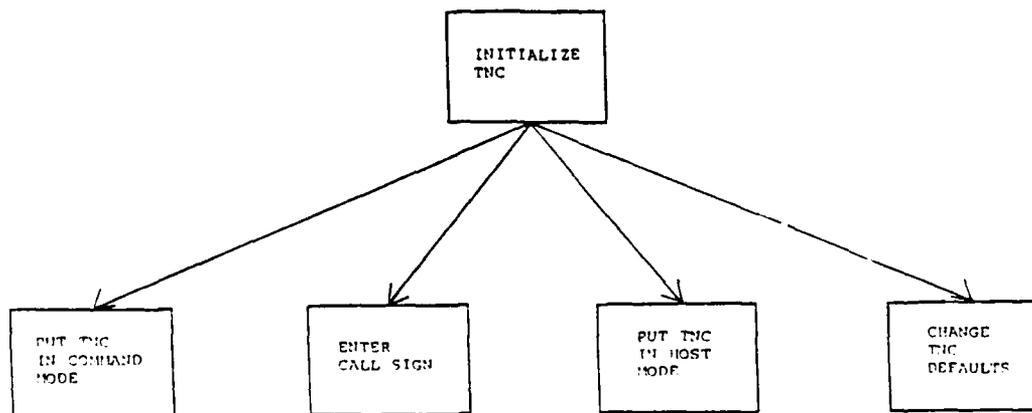 INITIALIZE
TNC
PUT TNC
IN COMMAND
MODE
ENTER
CALL SIGN
PUT TNC
IN HOST
MODE
CHANGE
TNC
DEFAULTS